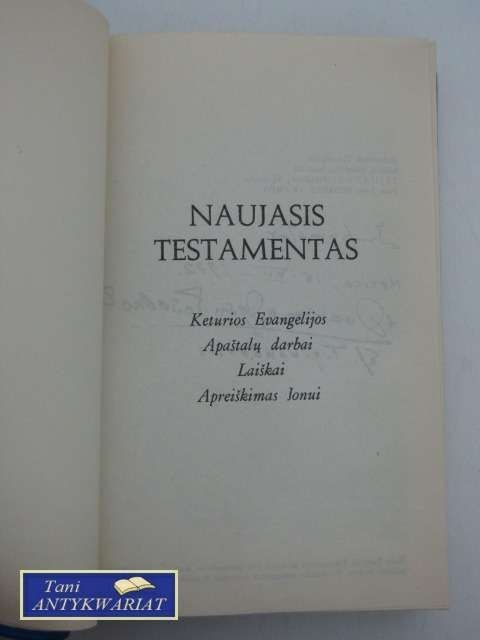 NAUJASIS
TESTAMENTAS
Keturios Evangelijos
Apaštalų darbai
Laiškai
Apreiškimas Jonui
Tani
ANTYKWARIAT